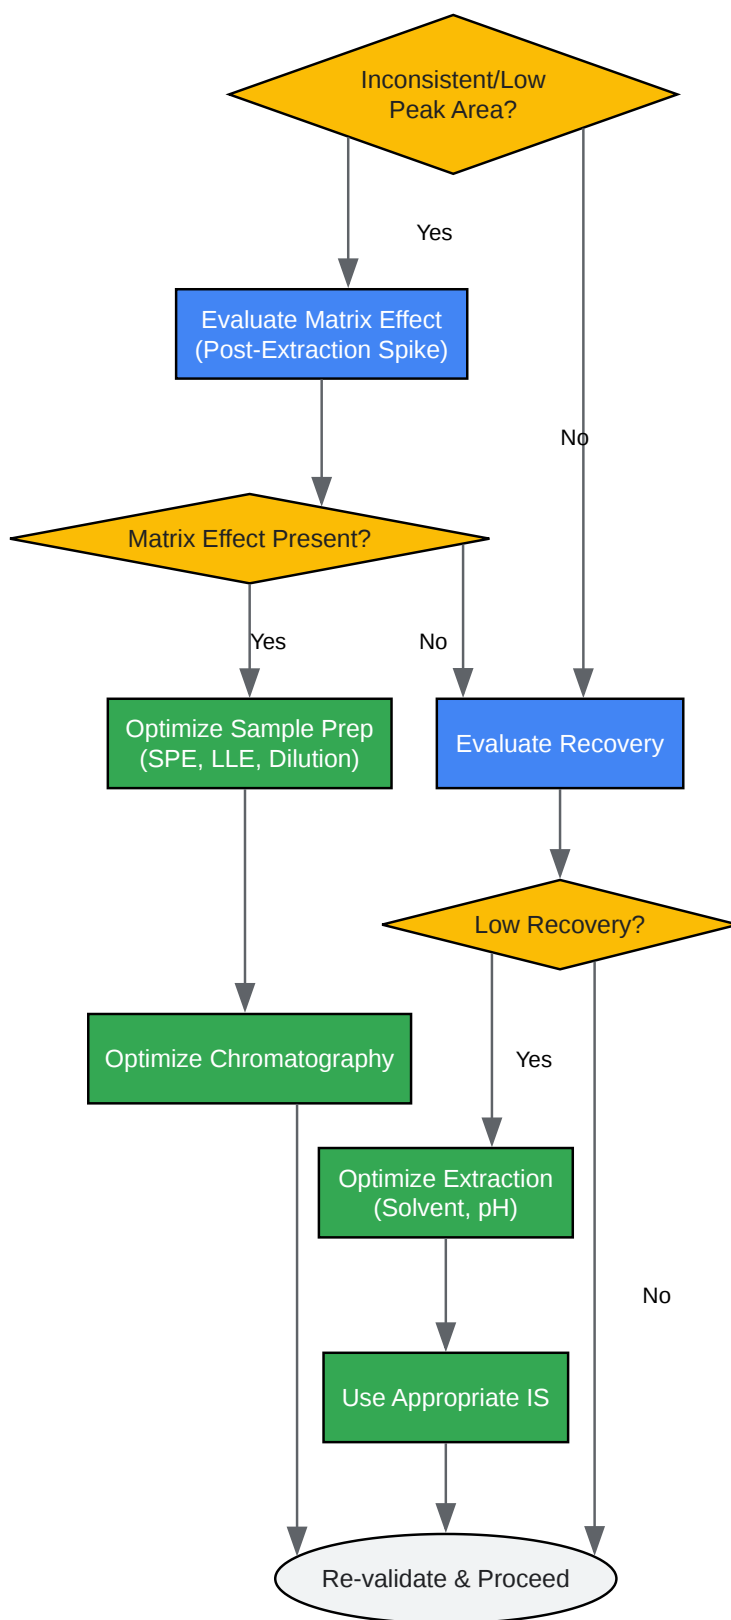 Inconsistent/Low
Peak Area?
Yes
Evaluate Matrix Effect
(Post-Extraction Spike)
No
Matrix Effect Present?
Yes
No
Optimize Sample Prep
(SPE, LLE, Dilution)
Evaluate Recovery
Low Recovery?
Optimize Chromatography
Yes
Optimize Extraction
(Solvent, pH)
No
Use Appropriate IS
Re-validate & Proceed